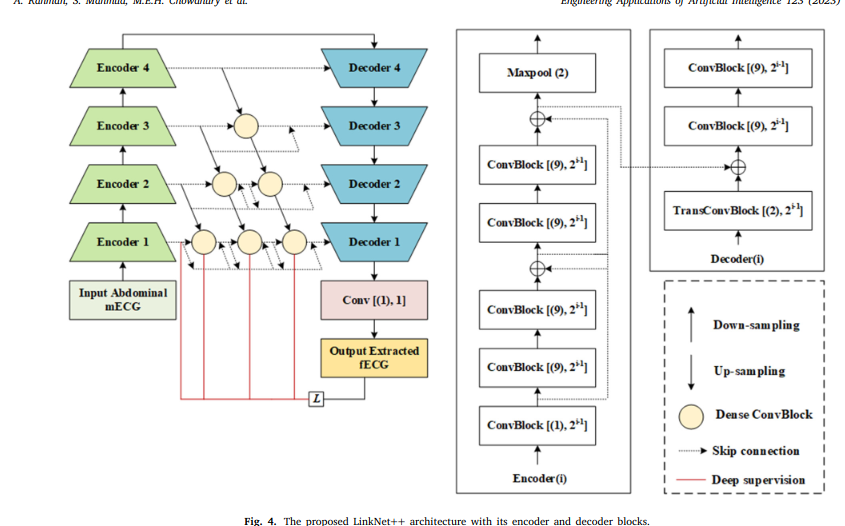 A. Rahman, S. Mahmud, M.E.H. Chowdhury et al.
Engineering Applications of Artificial Intelligence 123 (2023)
Encoder 4
Decoder 4
Encoder 3
Decoder 3
Encoder 2
Decoder 2
Encoder 1
Decoder 1
Input Abdominal
mECG
Conv [(1), 1]
Output Extracted
fECG
L
Maxpool (2)
ConvBlock [(9), 2^{i-1}]
ConvBlock [(9), 2^{i-1}]
ConvBlock [(9), 2^{i-1}]
ConvBlock [(9), 2^{i-1}]
ConvBlock [(1), 2^{i-1}]
Encoder(i)
ConvBlock [(9), 2^{i-1}]
ConvBlock [(9), 2^{i-1}]
TransConvBlock [(2), 2^{i-1}]
Decoder(i)
Down-sampling
Up-sampling
Dense ConvBlock
Skip connection
Deep supervision
Fig. 4. The proposed LinkNet++ architecture with its encoder and decoder blocks.